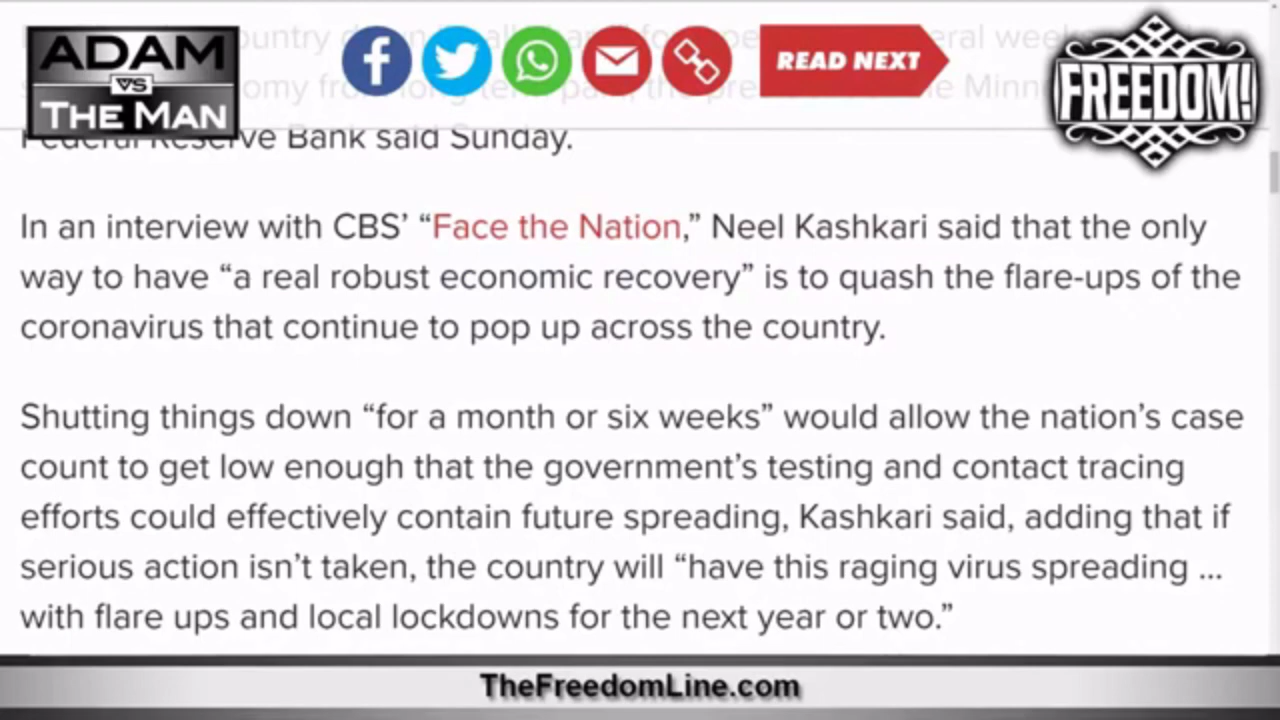 ADAM
VS
THE MAN
READ NEXT
FREEDOM!
Federal Reserve Bank said Sunday.
In an interview with CBS’ “Face the Nation,” Neel Kashkari said that the only
way to have “a real robust economic recovery” is to quash the flare-ups of the
coronavirus that continue to pop up across the country.
Shutting things down “for a month or six weeks” would allow the nation’s case
count to get low enough that the government’s testing and contact tracing
efforts could effectively contain future spreading, Kashkari said, adding that if
serious action isn’t taken, the country will “have this raging virus spreading ...
with flare ups and local lockdowns for the next year or two.”
TheFreedomLine.com